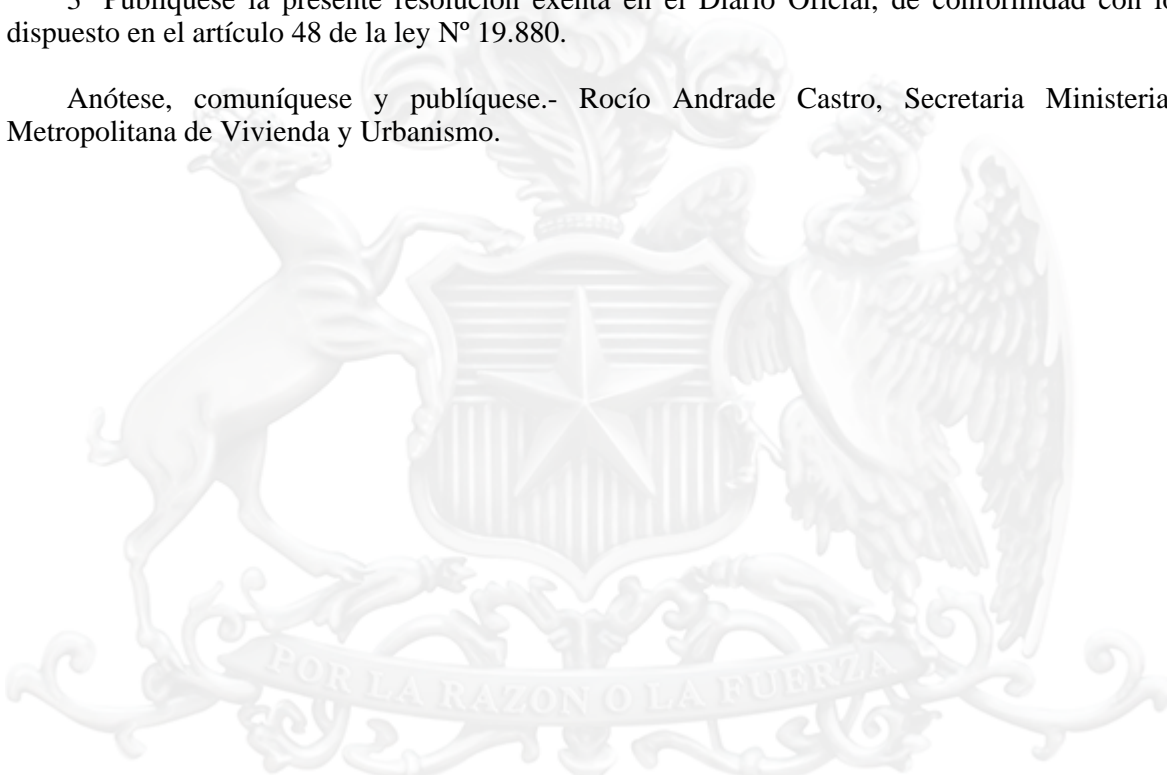 Publíquese la presente resolución exenta en el Diario Oficial, de conformidad con
dispuesto en el artículo 48 de la ley Nº 19.880.
Anótese, comuníquese y publíquese.- Rocío Andrade Castro, Secretaria Ministeria
Metropolitana de Vivienda y Urbanismo.
POR LA RAZON O LA FUERZA